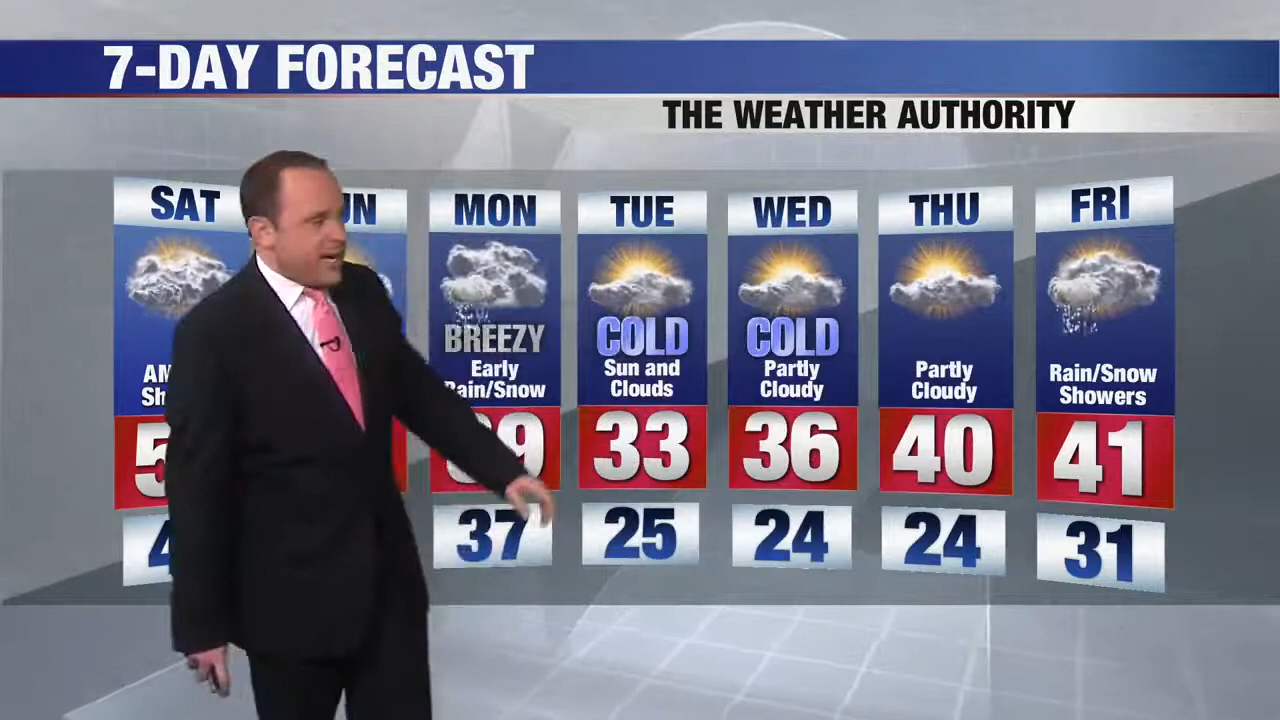 7-DAY FORECAST
THE WEATHER AUTHORITY
SAT
MON
TUE
WED
THU
FRI
BREEZY
COLD
COLD
AM
Early
Sun and
Clouds
Partly
Cloudy
Partly
Cloudy
Rain/Snow
Showers
33
36
40
41
37
25
24
24
31